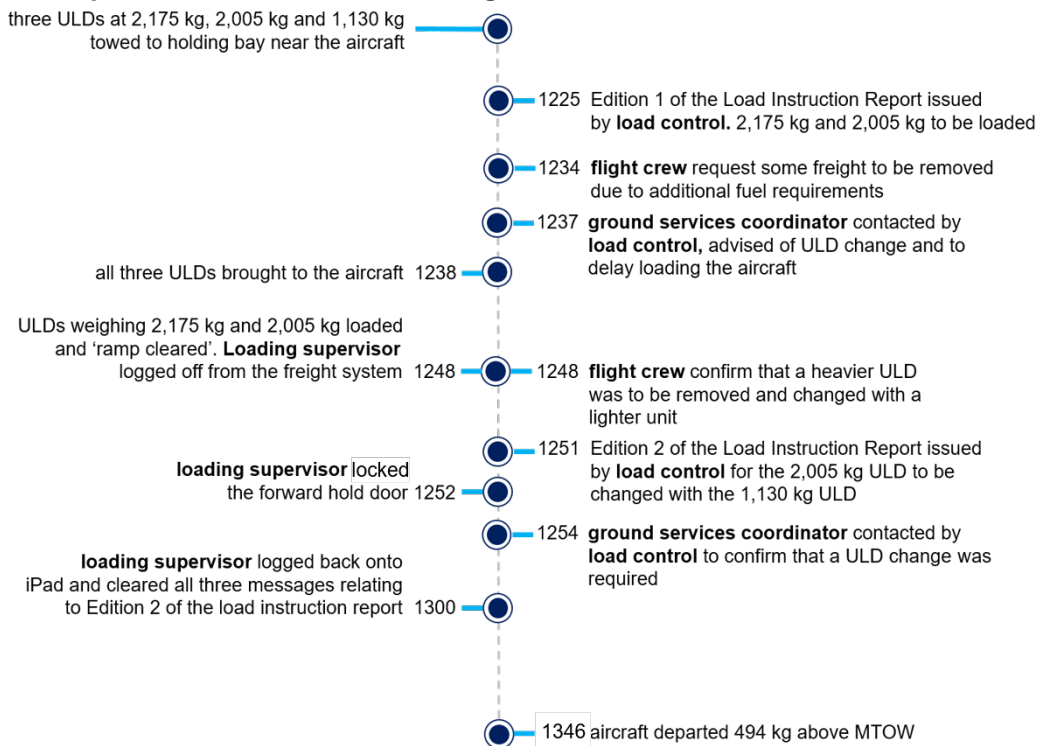 three ULDs at 2,175 kg, 2,005 kg and 1,130 kg
towed to holding bay near the aircraft
1225 Edition 1 of the Load Instruction Report issued
by load control. 2,175 kg and 2,005 kg to be loaded
1234 flight crew request some freight to be removed
due to additional fuel requirements
1237 ground services coordinator contacted by
load control, advised of ULD change and to
delay loading the aircraft
all three ULDs brought to the aircraft 1238
ULDs weighing 2,175 kg and 2,005 kg loaded
and ‘ramp cleared’. Loading supervisor
logged off from the freight system 1248
1248 flight crew confirm that a heavier ULD
was to be removed and changed with a
lighter unit
1251 Edition 2 of the Load Instruction Report issued
by load control for the 2,005 kg ULD to be
changed with the 1,130 kg ULD
loading supervisor locked
the forward hold door 1252
1254 ground services coordinator contacted by
load control to confirm that a ULD change was
required
loading supervisor logged back onto
iPad and cleared all three messages relating
to Edition 2 of the load instruction report 1300
1346 aircraft departed 494 kg above MTOW